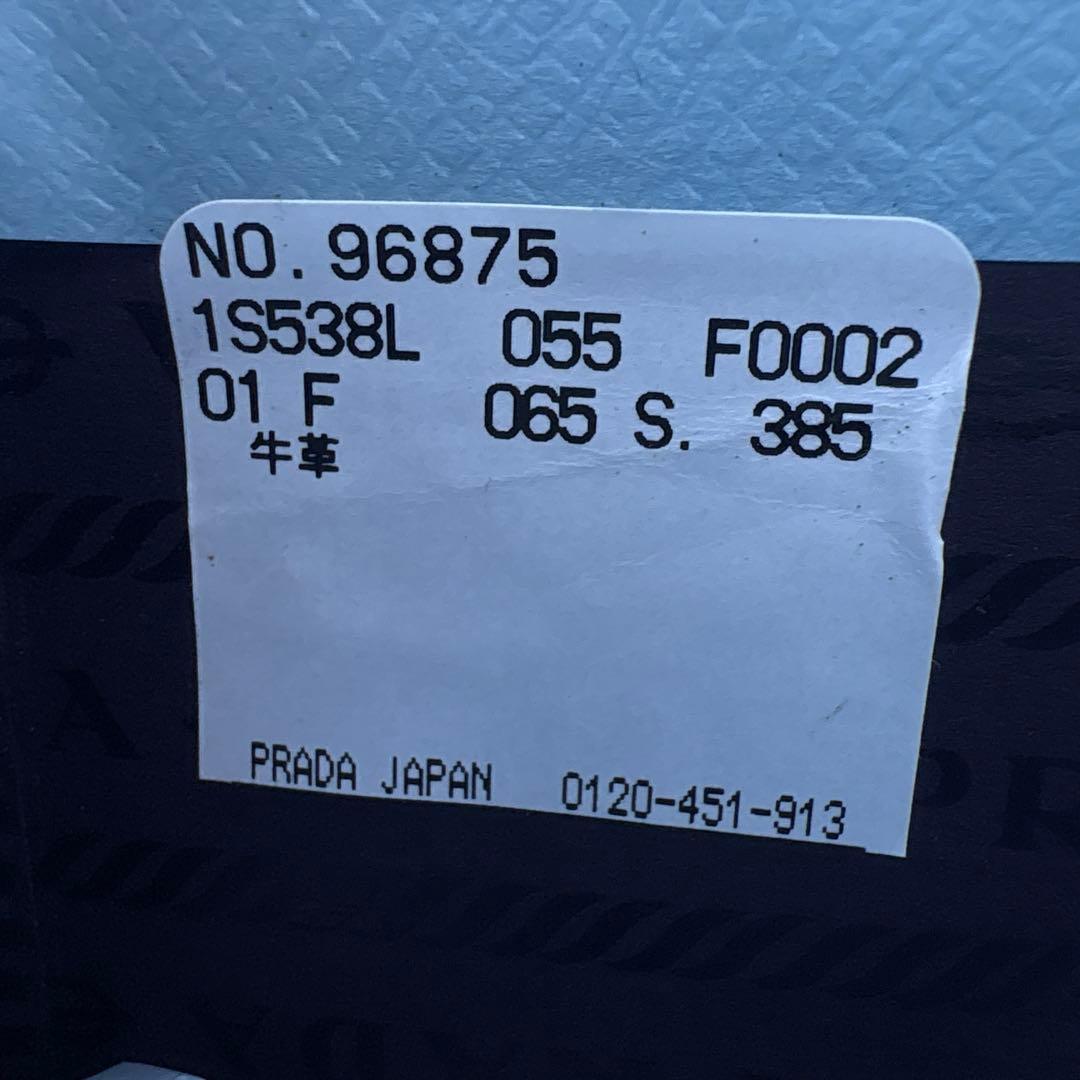 NO. 96875
1S538L 055 F0002
01 F 065 S. 385
牛革
PRADA JAPAN 0120-451-913